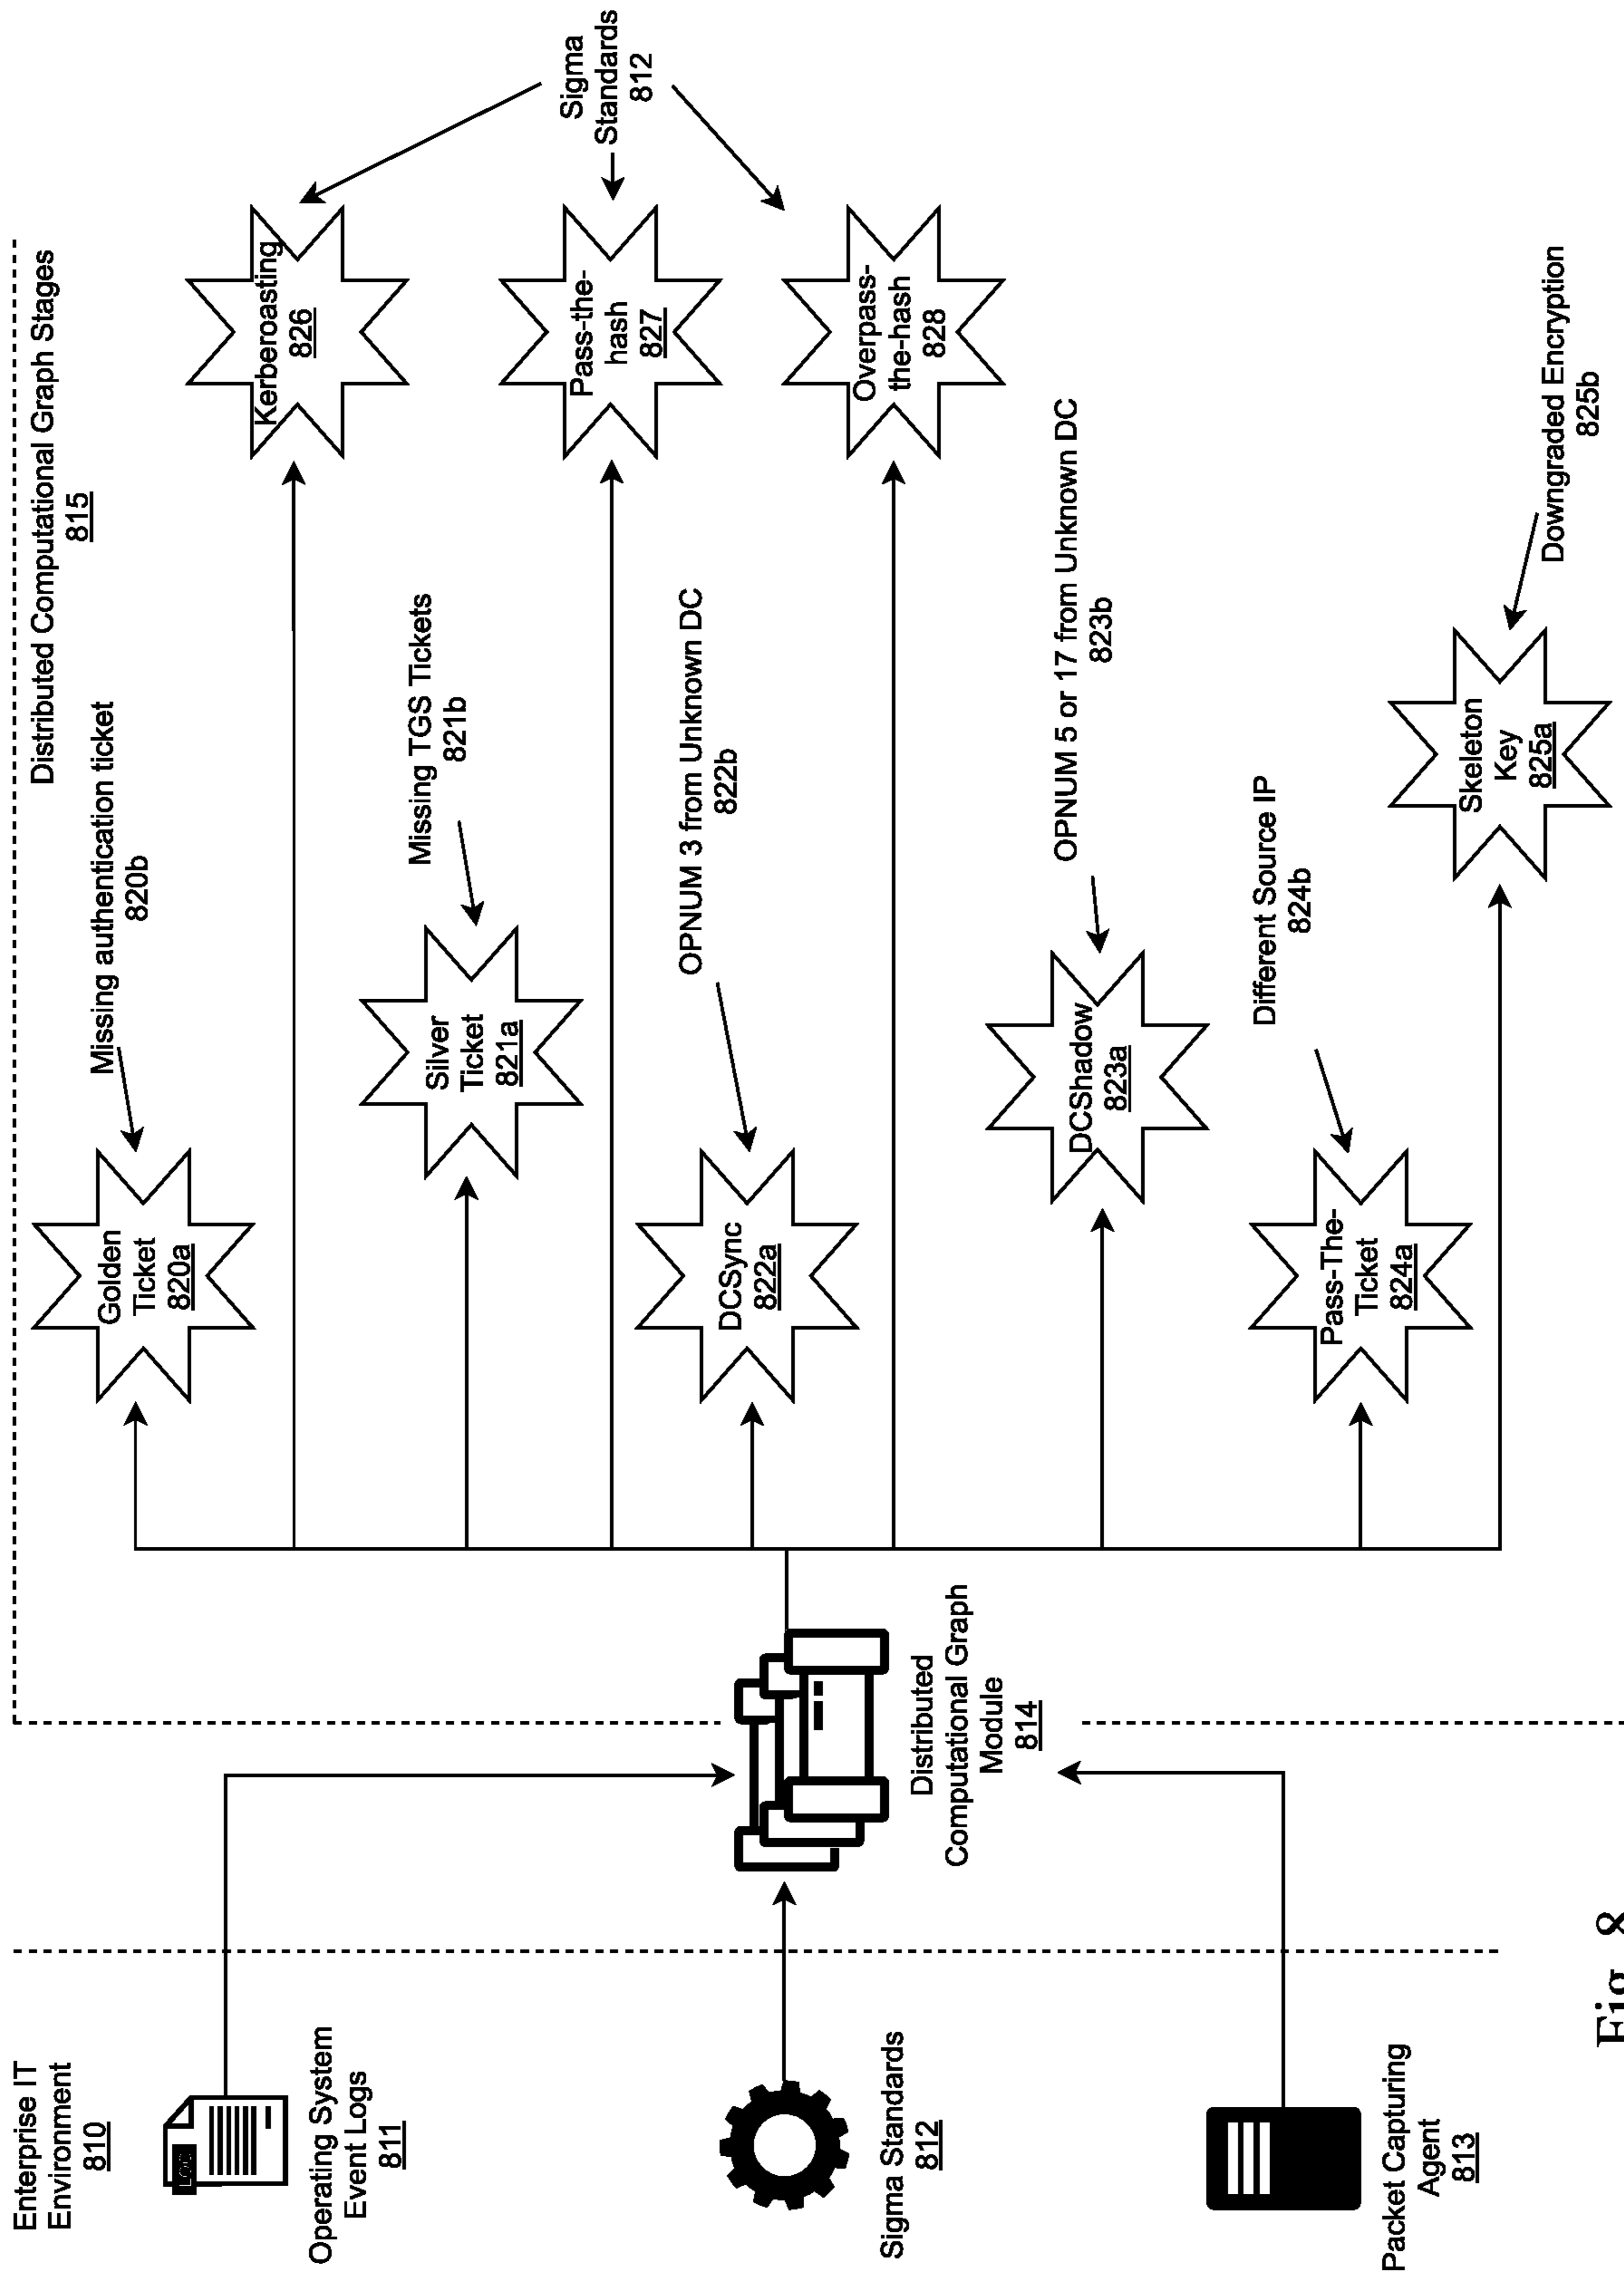 Enterprise IT
Environment
810
LOG
Operating System
Event Logs
811
Sigma Standards
812
Packet Capturing
Agent
813
Distributed
Computational Graph
Module
814
Distributed Computational Graph Stages
815
Golden
Ticket
820a
Missing authentication ticket
820b
Kerberoasting
826
Silver
Ticket
821a
Missing TGS Tickets
821b
Pass-the-
hash
827
Sigma
Standards
812
DCSync
822a
OPNUM 3 from Unknown DC
822b
Overpass-
the-hash
828
DCShadow
823a
OPNUM 5 or 17 from Unknown DC
823b
Pass-The-
Ticket
824a
Different Source IP
824b
Skeleton
Key
825a
Downgraded Encryption
825b
Fig. 8